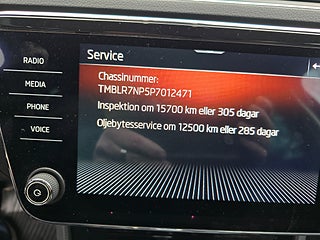 RADIO
MEDIA
PHONE
VOICE
Service
Chassinummer:
TMBLR7NP5P7012471
Inspektion om 15700 km eller 305 dagar
Oljebytesservice om 12500 km eller 285 dagar